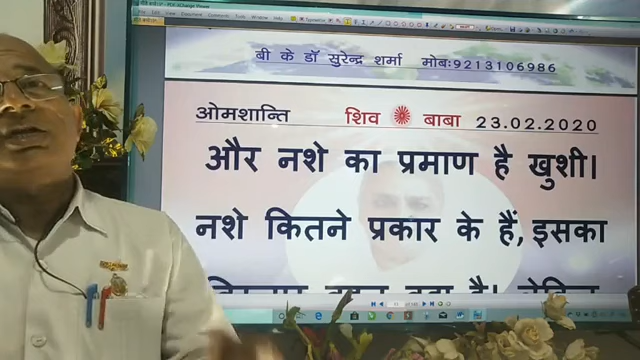 बी के डॉ सुरेन्द्र शर्मा मोबः9213106986
ओमशान्ति शिव बाबा 23.02.2020
और नशे का प्रमाण है खुशी।
नशे कितने प्रकार के हैं, इसका